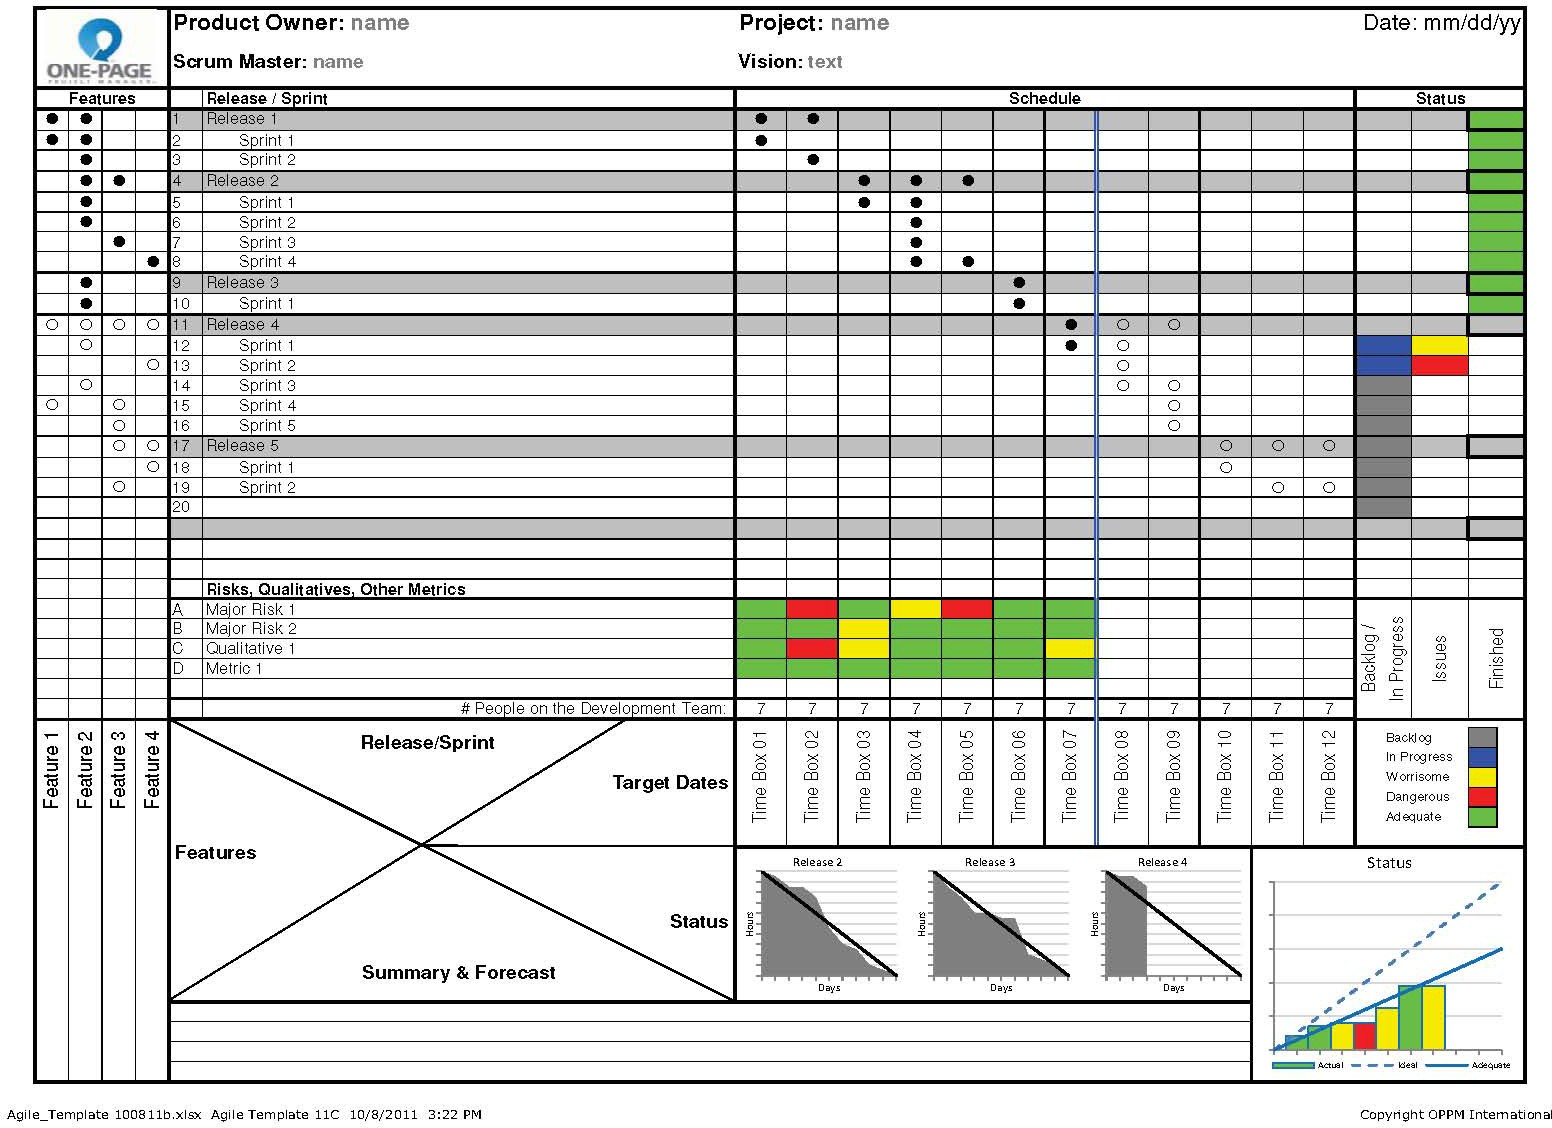 Product Owner: name Project: name Date: mm/dd/yy
ONE-PAGE
Scrum Master: name Vision: text
Features Release / Sprint Schedule Status
1 Release 1
2 Sprint 1
3 Sprint 2
4 Release 2
5 Sprint 1
6 Sprint 2
7 Sprint 3
8 Sprint 4
9 Release 3
10 Sprint 1
11 Release 4
12 Sprint 1
13 Sprint 2
14 Sprint 3
15 Sprint 4
16 Sprint 5
17 Release 5
18 Sprint 1
19 Sprint 2
20
Risks, Qualitatives, Other Metrics
A Major Risk 1
B Major Risk 2
C Qualitative 1
D Metric 1
Backlog /
In Progress
Issues
Finished
# People on the Development Team: 7 7 7 7 7 7 7 7 7 7 7 7
Feature 1
Feature 2
Feature 3
Feature 4
Release/Sprint
Target Dates
Features
Status
Summary & Forecast
Time Box 01
Time Box 02
Time Box 03
Time Box 04
Time Box 05
Time Box 06
Time Box 07
Time Box 08
Time Box 09
Time Box 10
Time Box 11
Time Box 12
Backlog
In Progress
Worrisome
Dangerous
Adequate
Release 2
Hours
Days
Release 3
Hours
Days
Release 4
Hours
Days
Status
Actual Ideal Adequate
Agile_Template 100811b.xlsx Agile Template 11C 10/8/2011 3:22 PM
Copyright OPPM International